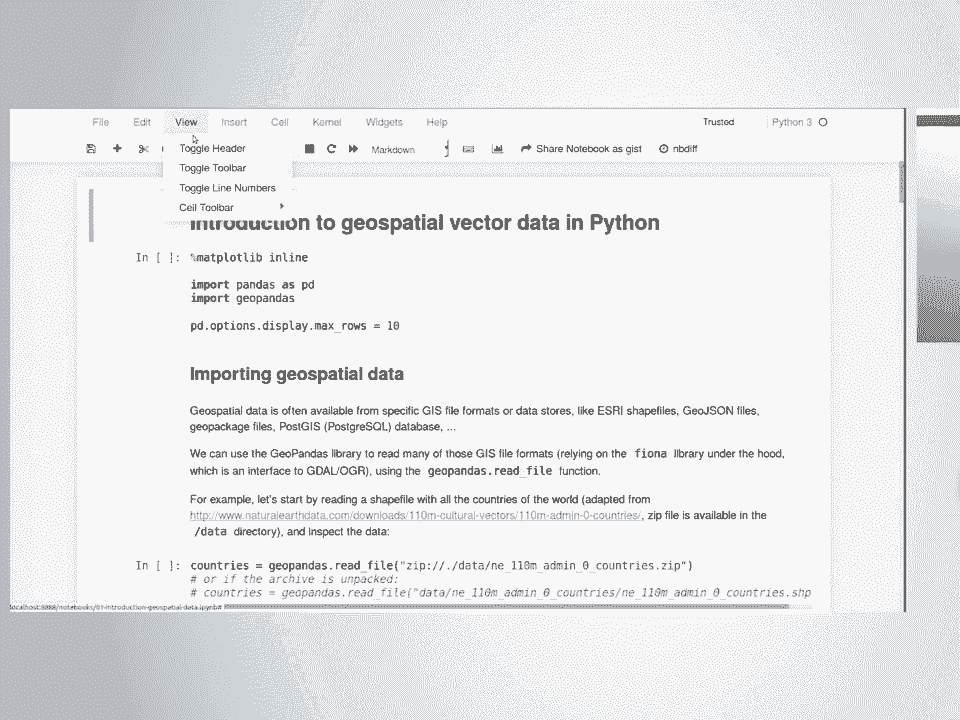 File Edit View Insert Cell Kernel Widgets Help Trusted Python 3
Toggle Header
Toggle Toolbar
Toggle Line Numbers
Cell Toolbar
Markdown Share Notebook as gist nbdiff
Introduction to geospatial vector data in Python
In [ ]: %matplotlib inline
import pandas as pd
import geopandas
pd.options.display.max_rows = 10
Importing geospatial data
Geospatial data is often available from specific GIS file formats or data stores, like ESRI shapefiles, GeoJSON files,
geopackage files, PostGIS (PostgreSQL) database, ...
We can use the GeoPandas library to read many of those GIS file formats (relying on the fiona library under the hood,
which is an interface to GDAL/OGR), using the geopandas.read_file function.
For example, let's start by reading a shapefile with all the countries of the world (adapted from
http://www.naturalearthdata.com/downloads/110m-cultural-vectors/110m-admin-0-countries/, zip file is available in the
/data directory), and inspect the data:
In [ ]: countries = geopandas.read_file("zip://./data/ne_110m_admin_0_countries.zip")
# or if the archive is unpacked:
# countries = geopandas.read_file("data/ne_110m_admin_0_countries/ne_110m_admin_0_countries.shp
localhost:8888/notebooks/01-introduction-geospatial-data.ipynb#